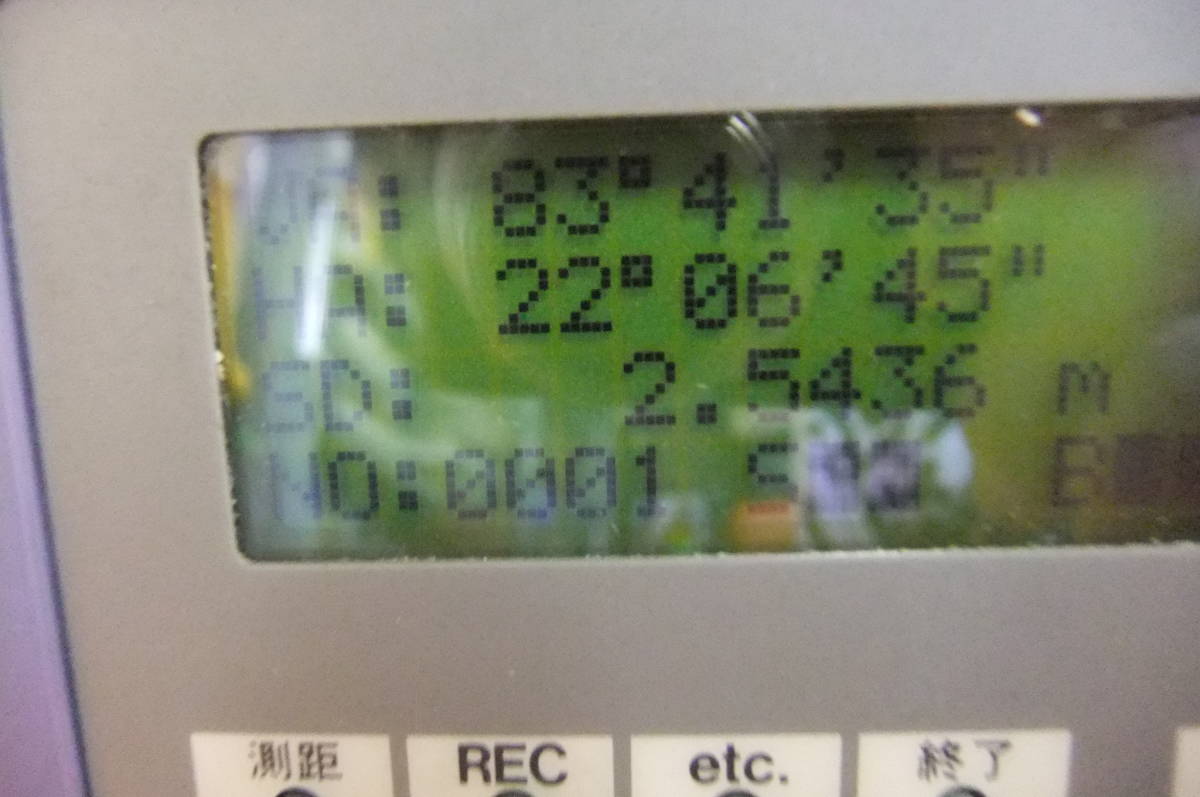 VA: 83°41'35"
HA: 22°06'45"
SD: 2.5436 m
NO:0001 S
測距 REC etc. 終了